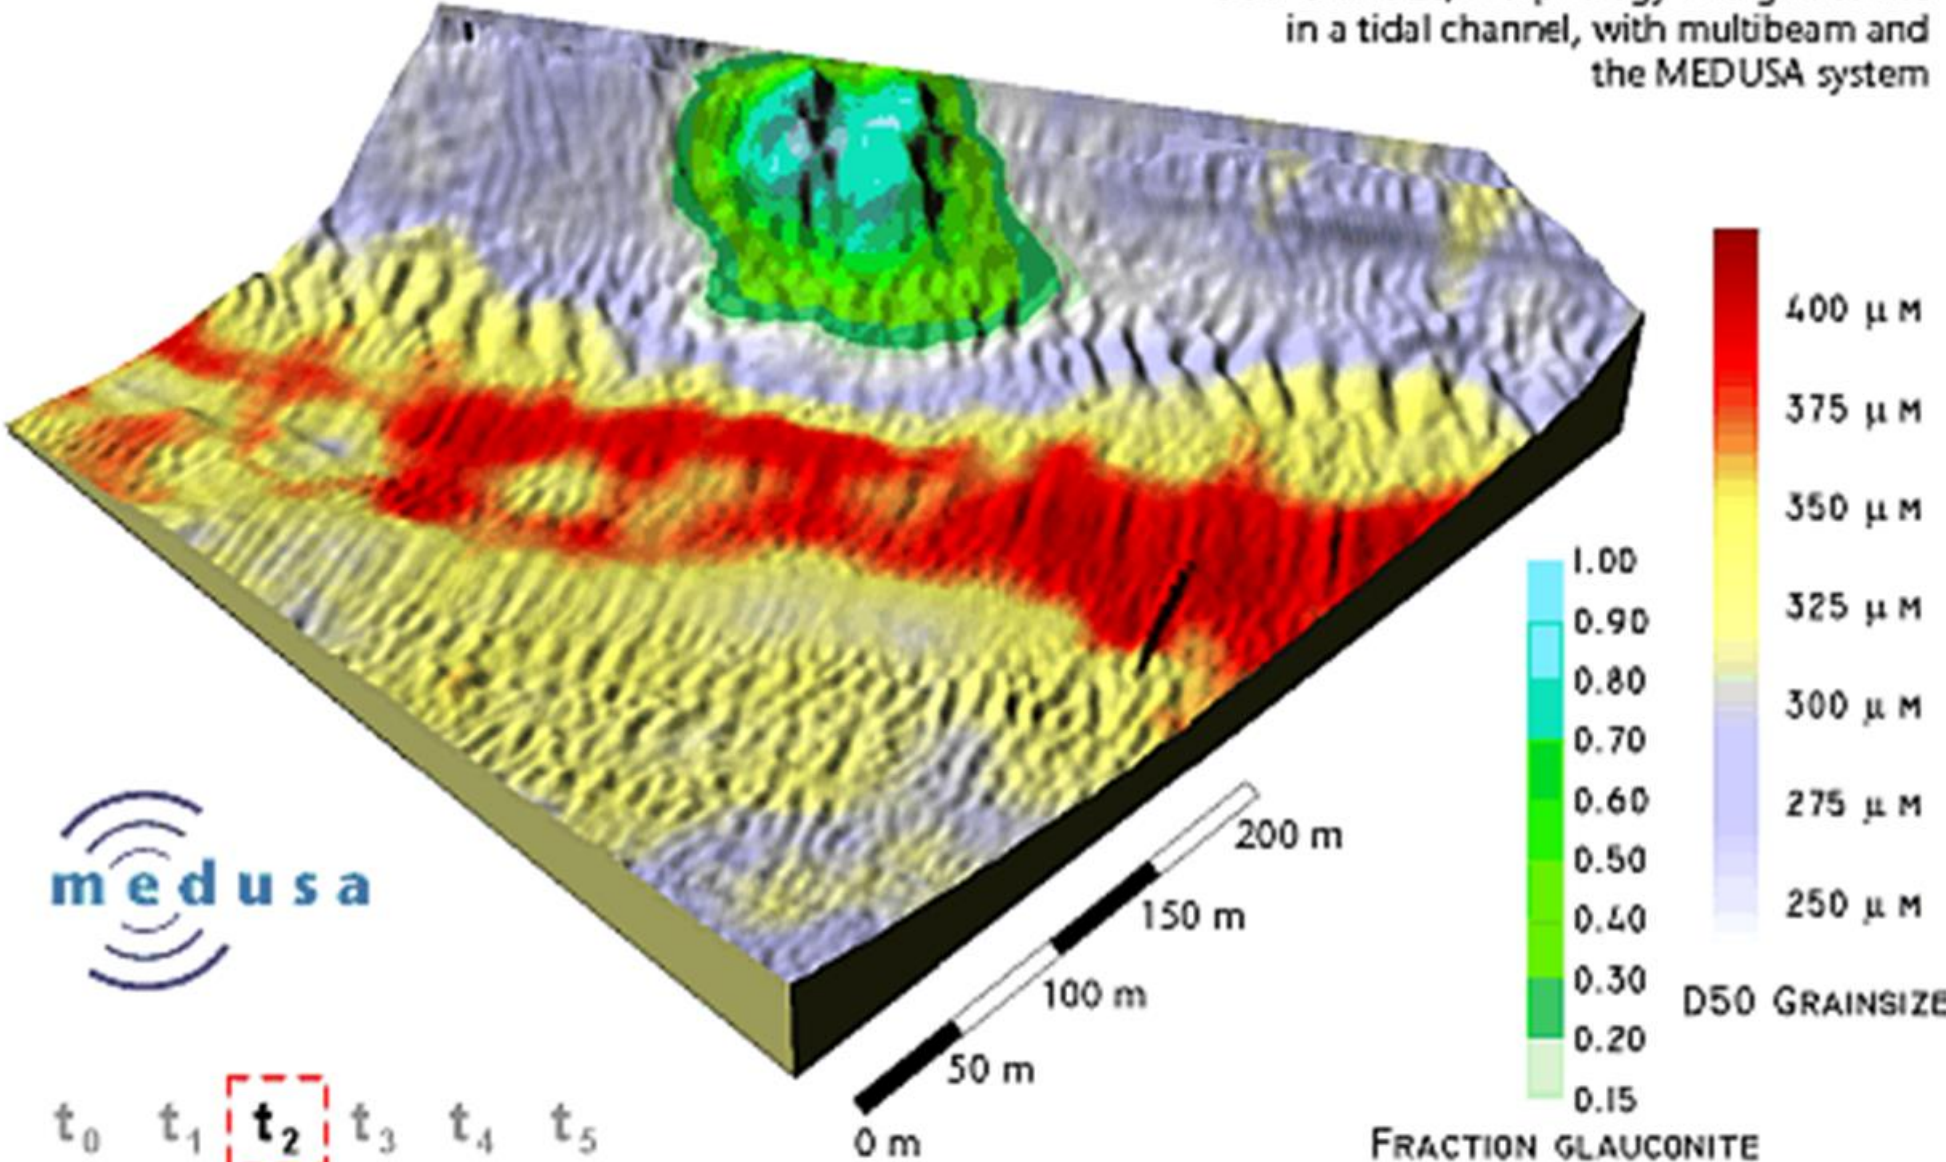 in a tidal channel, with multibeam and
the MEDUSA system
400 μ M
375 μ M
350 μ M
325 μ M
300 μ M
275 μ M
250 μ M
D50 GRAINSIZE
1.00
0.90
0.80
0.70
0.60
0.50
0.40
0.30
0.20
0.15
FRACTION GLAUCONITE
200 m
150 m
100 m
50 m
0 m
medusa
t0 t1 t2 t3 t4 t5